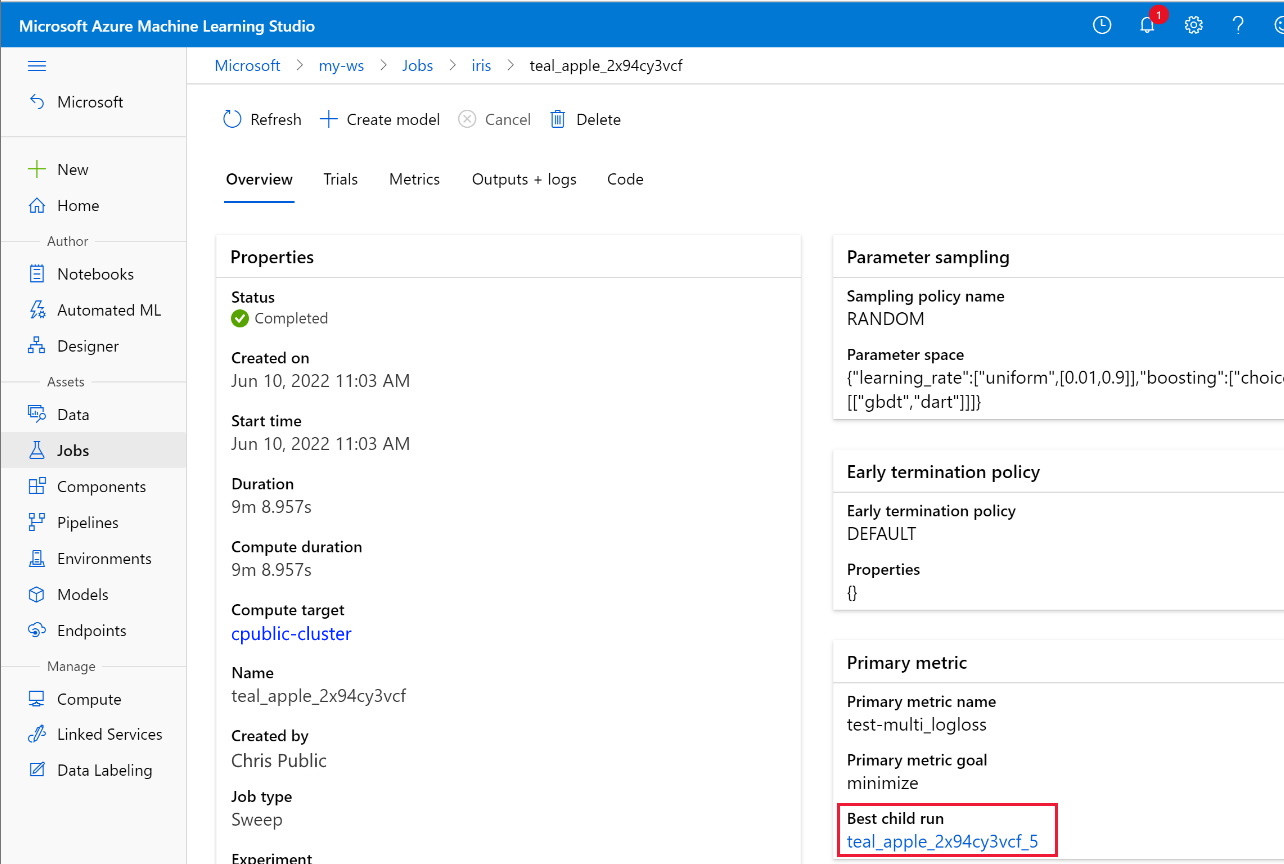 Microsoft Azure Machine Learning Studio
1
Microsoft > my-ws > Jobs > iris > teal_apple_2x94cy3vcf
Microsoft
New
Home
Author
Notebooks
Automated ML
Designer
Assets
Data
Jobs
Components
Pipelines
Environments
Models
Endpoints
Manage
Compute
Linked Services
Data Labeling
Refresh Create model Cancel Delete
Overview Trials Metrics Outputs + logs Code
Properties
Status
Completed
Created on
Jun 10, 2022 11:03 AM
Start time
Jun 10, 2022 11:03 AM
Duration
9m 8.957s
Compute duration
9m 8.957s
Compute target
cpublic-cluster
Name
teal_apple_2x94cy3vcf
Created by
Chris Public
Job type
Sweep
Experiment
Parameter sampling
Sampling policy name
RANDOM
Parameter space
{"learning_rate":["uniform",[0.01,0.9]],"boosting":["choic
[["gbdt","dart"]]]}
Early termination policy
Early termination policy
DEFAULT
Properties
{}
Primary metric
Primary metric name
test-multi_logloss
Primary metric goal
minimize
Best child run
teal_apple_2x94cy3vcf_5